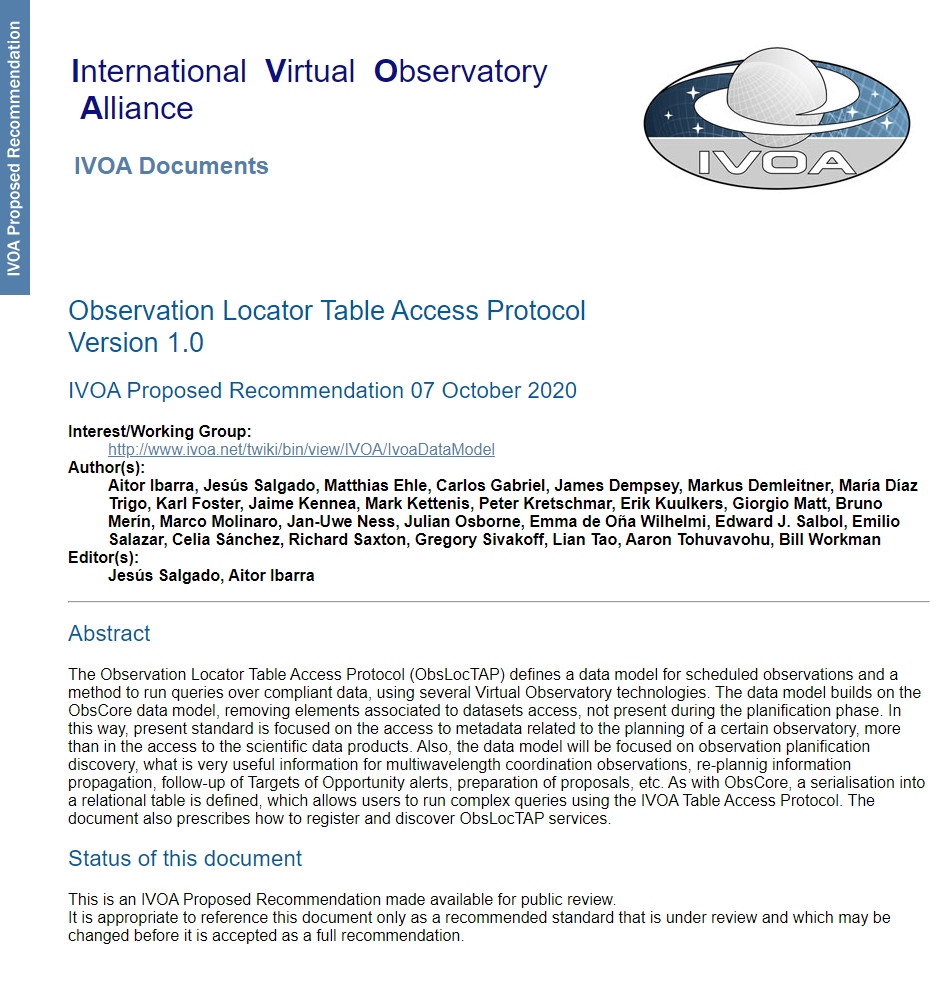 IVOA Proposed Recommendation
International Virtual Observatory
Alliance
IVOA Documents
IVOA
Observation Locator Table Access Protocol
Version 1.0
IVOA Proposed Recommendation 07 October 2020
Interest/Working Group:
http://www.ivoa.net/twiki/bin/view/IVOA/IvoaDataModel
Author(s):
Aitor Ibarra, Jesús Salgado, Matthias Ehle, Carlos Gabriel, James Dempsey, Markus Demleitner, María Díaz
Trigo, Karl Foster, Jaime Kennea, Mark Kettenis, Peter Kretschmar, Erik Kuulkers, Giorgio Matt, Bruno
Merín, Marco Molinaro, Jan-Uwe Ness, Julian Osborne, Emma de Oña Wilhelmi, Edward J. Salbol, Emilio
Salazar, Celia Sánchez, Richard Saxton, Gregory Sivakoff, Lian Tao, Aaron Tohuvavohu, Bill Workman
Editor(s):
Jesús Salgado, Aitor Ibarra
Abstract
The Observation Locator Table Access Protocol (ObsLocTAP) defines a data model for scheduled observations and a
method to run queries over compliant data, using several Virtual Observatory technologies. The data model builds on the
ObsCore data model, removing elements associated to datasets access, not present during the planification phase. In
this way, present standard is focused on the access to metadata related to the planning of a certain observatory, more
than in the access to the scientific data products. Also, the data model will be focused on observation planification
discovery, what is very useful information for multiwavelength coordination observations, re-plannig information
propagation, follow-up of Targets of Opportunity alerts, preparation of proposals, etc. As with ObsCore, a serialisation into
a relational table is defined, which allows users to run complex queries using the IVOA Table Access Protocol. The
document also prescribes how to register and discover ObsLocTAP services.
Status of this document
This is an IVOA Proposed Recommendation made available for public review.
It is appropriate to reference this document only as a recommended standard that is under review and which may be
changed before it is accepted as a full recommendation.